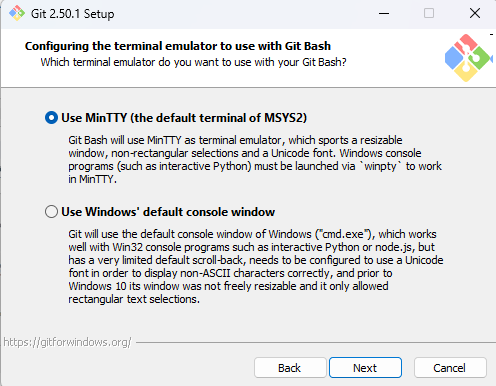 Git 2.50.1 Setup
Configuring the terminal emulator to use with Git Bash
Which terminal emulator do you want to use with your Git Bash?
Use MinTTY (the default terminal of MSYS2)
Git Bash will use MinTTY as terminal emulator, which sports a resizable
window, non-rectangular selections and a Unicode font. Windows console
programs (such as interactive Python) must be launched via `winpty` to work
in MinTTY.
Use Windows' default console window
Git will use the default console window of Windows ("cmd.exe"), which works
well with Win32 console programs such as interactive Python or node.js, but
has a very limited default scroll-back, needs to be configured to use a Unicode
font in order to display non-ASCII characters correctly, and prior to
Windows 10 its window was not freely resizable and it only allowed
rectangular text selections.
https://gitforwindows.org/
Back Next Cancel